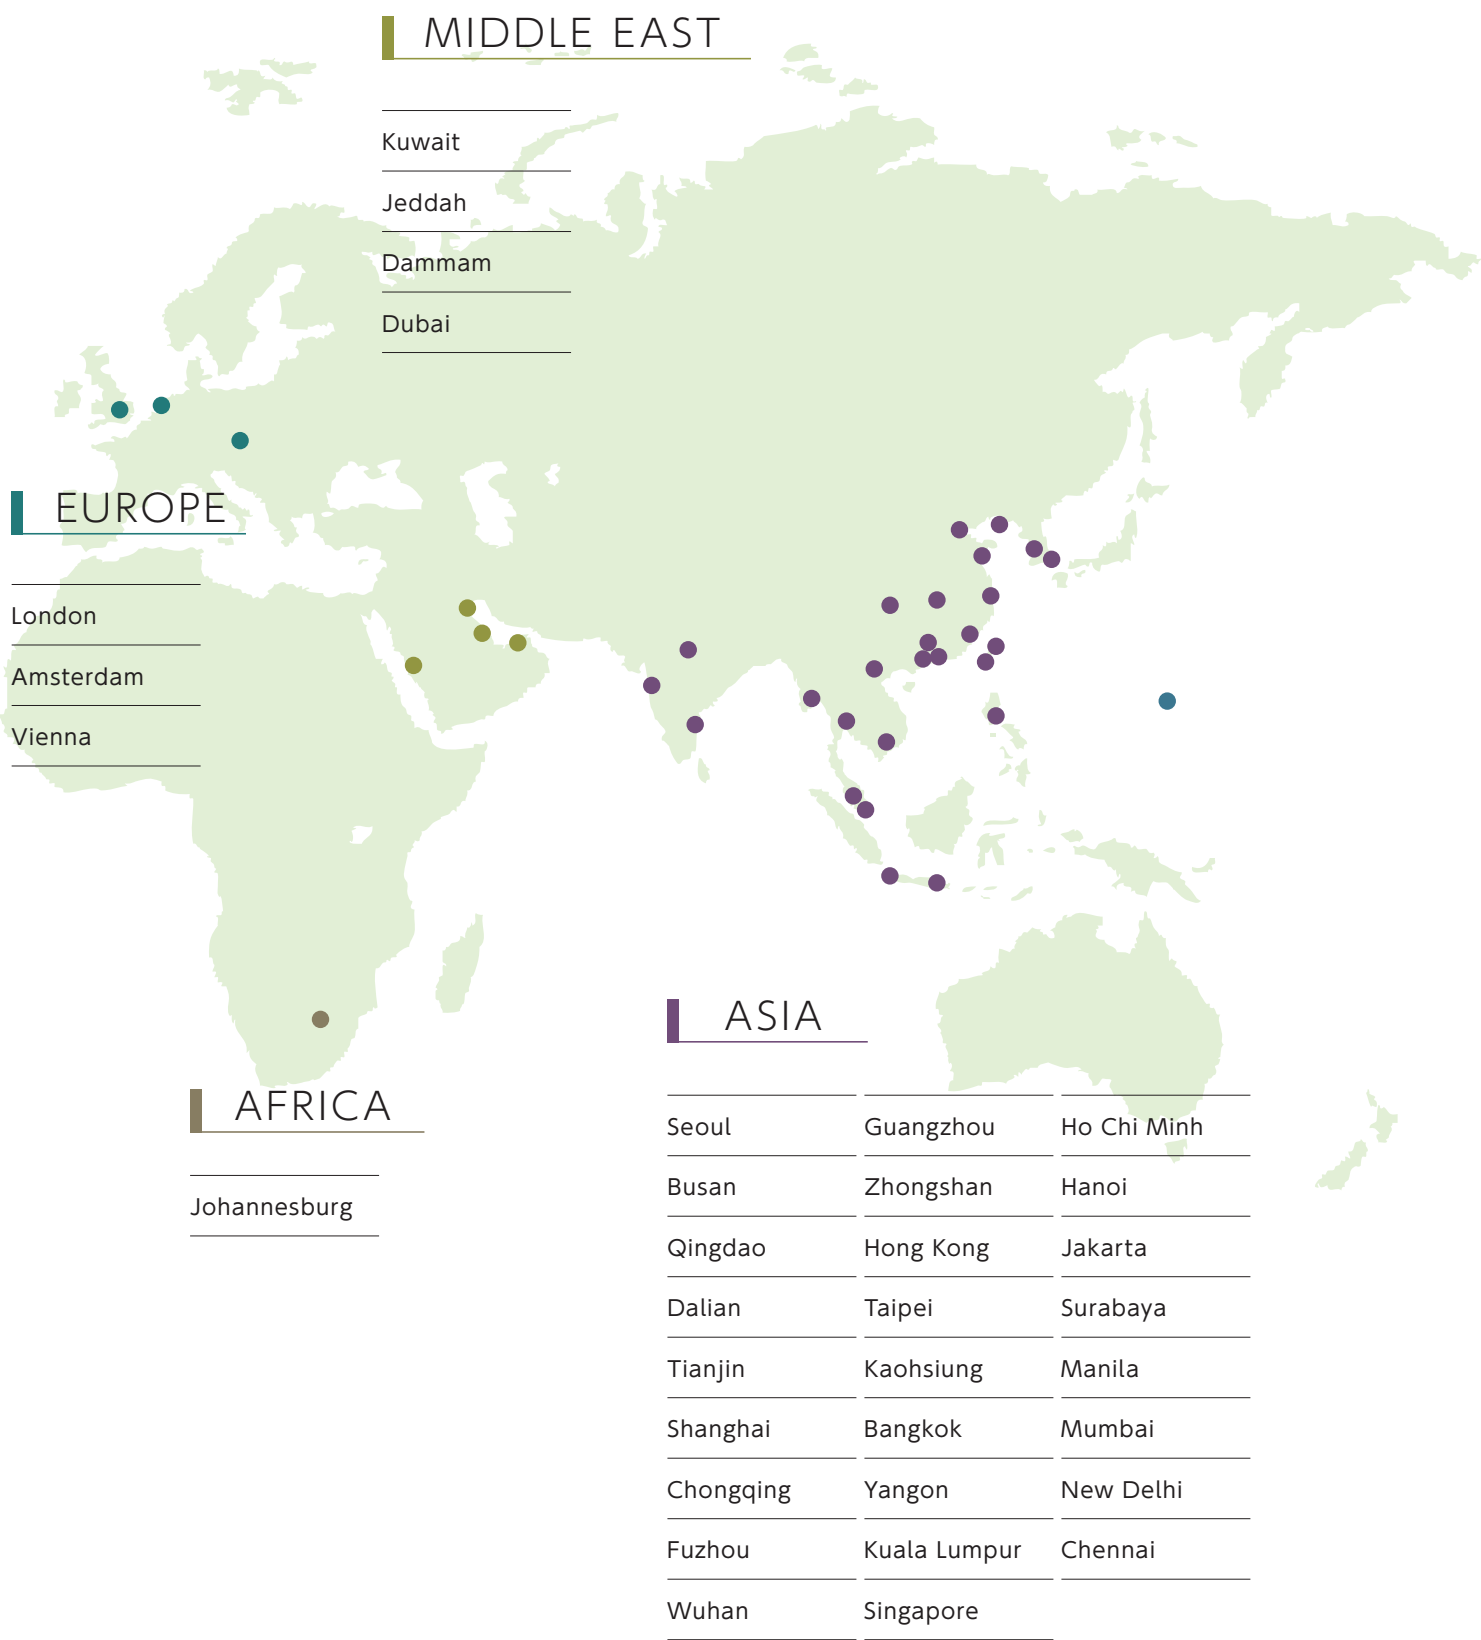 MIDDLE EAST
Kuwait
Jeddah
Dammam
Dubai
EUROPE
London
Amsterdam
Vienna
AFRICA
Johannesburg
ASIA
Seoul
Busan
Qingdao
Dalian
Tianjin
Shanghai
Chongqing
Fuzhou
Wuhan
Guangzhou
Zhongshan
Hong Kong
Taipei
Kaohsiung
Bangkok
Yangon
Kuala Lumpur
Singapore
Ho Chi Minh
Hanoi
Jakarta
Surabaya
Manila
Mumbai
New Delhi
Chennai